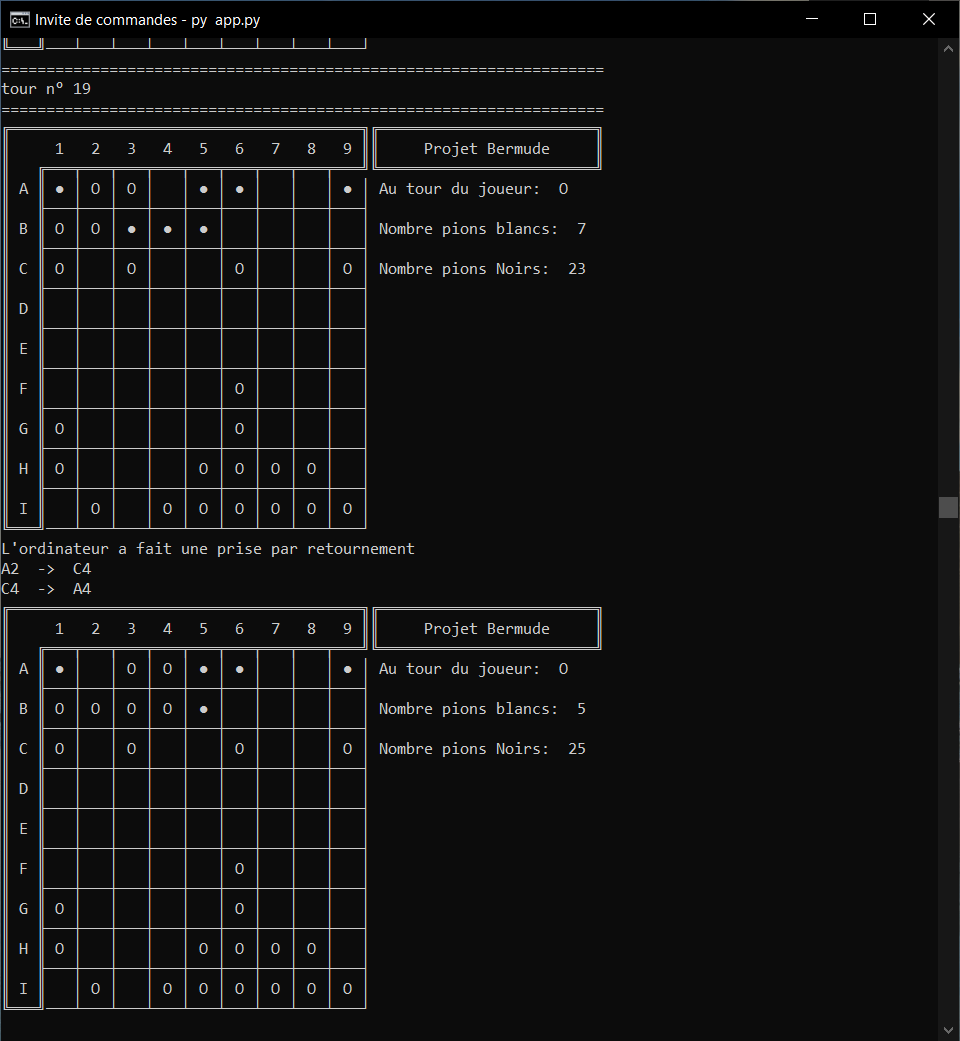 Invite de commandes - py app.py
===================================================================
tour n° 19
===================================================================
1 2 3 4 5 6 7 8 9 Projet Bermude
A ● O O ● ● ● Au tour du joueur: O
B O O ● ● ● Nombre pions blancs: 7
C O O O O Nombre pions Noirs: 23
D
E
F O
G O O
H O O O O O
I O O O O O O O
L'ordinateur a fait une prise par retournement
A2 -> C4
C4 -> A4
1 2 3 4 5 6 7 8 9 Projet Bermude
A ● O O ● ● ● Au tour du joueur: O
B O O O O ● Nombre pions blancs: 5
C O O O O Nombre pions Noirs: 25
D
E
F O
G O O
H O O O O O
I O O O O O O O